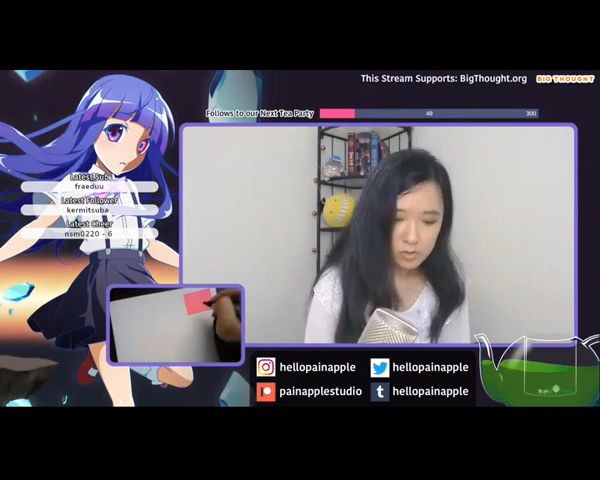 This Stream Supports: BigThought.org
BIG THOUGHT
Follows to our Next Tea Party
48
300
Latest Sub
fraeduu
Latest Follower
kermitsuba
Latest Cheer
nsm0220 - 6
hellopainapple
hellopainapple
painapplestudio
hellopainapple